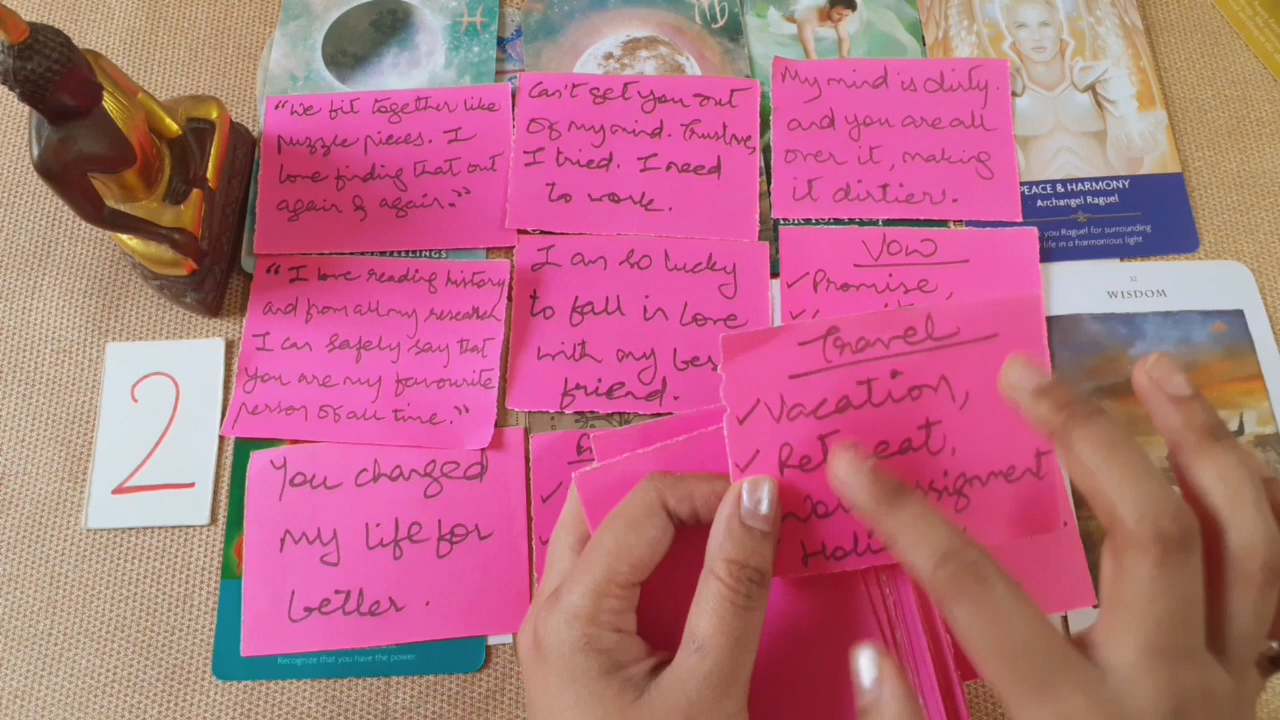 "We fit together like
puzzle pieces. I
love finding that out
again & again."
Can't get you out
of my mind. Trust me,
I tried. I need
to work.
My mind is dirty.
and you are all
over it, making
it dirtier.
PEACE & HARMONY
Archangel Raguel
k you Raguel for surrounding
life in a harmonious light.
FEELINGS
"I love reading history
and from all my research
I can safely say that
you are my favourite
person of all time."
I am so lucky
to fall in love
with my bes
friend.
Vow
✓Promise,
32
WISDOM
Travel
✓Vacation,
✓Retreat,
Holi
2
You changed
my life for
better.
Recognize that you have the power